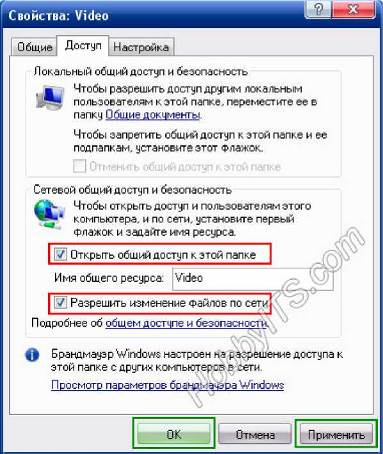 Свойства: Video
Общие Доступ Настройка
Локальный общий доступ и безопасность
Чтобы разрешить доступ другим локальным
пользователям к этой папке, переместите ее в
папку Общие документы.
Чтобы запретить общий доступ к папке и ее
подпапкам, установите этот флажок.
Отменить общий доступ к этой папке
Сетевой общий доступ и безопасность
Чтобы открыть доступ и пользователям этого
компьютера, и по сети, установите первый
флажок и задайте имя ресурса.
Открыть общий доступ к этой папке
Имя общего ресурса: Video
Разрешить изменение файлов по сети
Подробнее об общем доступе и безопасности.
Брандмауэр Windows настроен на разрешение доступа к
этой папке с других компьютеров в сети.
Просмотр параметров брандмауэра Windows
OK Отмена Применить
HobbyITS.com